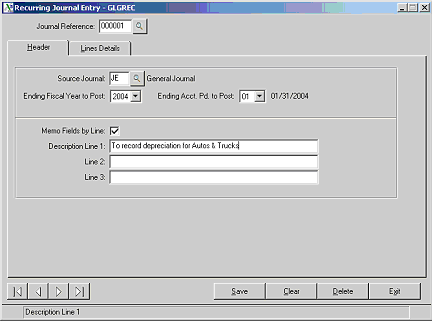 Recurring Journal Entry - GLGREC
Journal Reference: 000001
Header Lines Details
Source Journal: JE General Journal
Ending Fiscal Year to Post: 2004 Ending Acct. Pd. to Post: 01 01/31/2004
Memo Fields by Line:
Description Line 1: To record depreciation for Autos & Trucks
Line 2:
Line 3:
Save Clear Delete Exit
Description Line 1